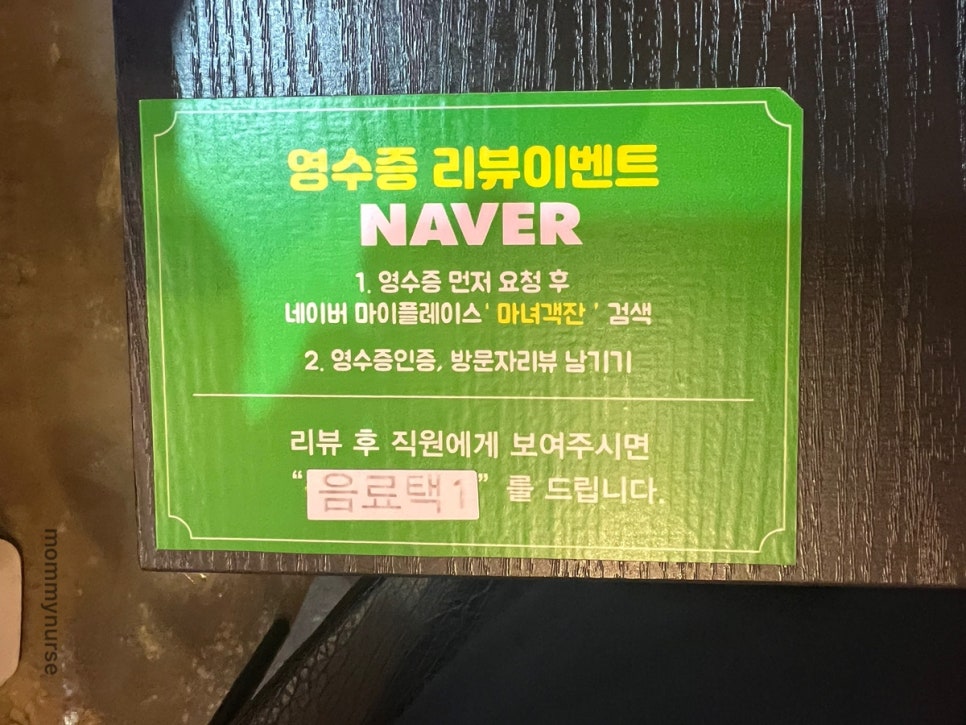 영수증 리뷰이벤트
NAVER
1. 영수증 먼저 요청 후
네이버 마이플레이스' 마녀객잔 ' 검색
2. 영수증인증, 방문자리뷰 남기기
리뷰 후 직원에게 보여주시면
“음료택1” 를 드립니다.
mommynurse